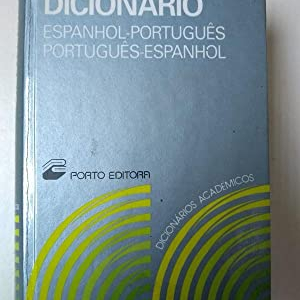 DICIONÁRIO
ESPANHOL-PORTUGUÊS
PORTUGUÊS-ESPANHOL
PORTO EDITORA
DICIONÁRIOS ACADÉMICOS